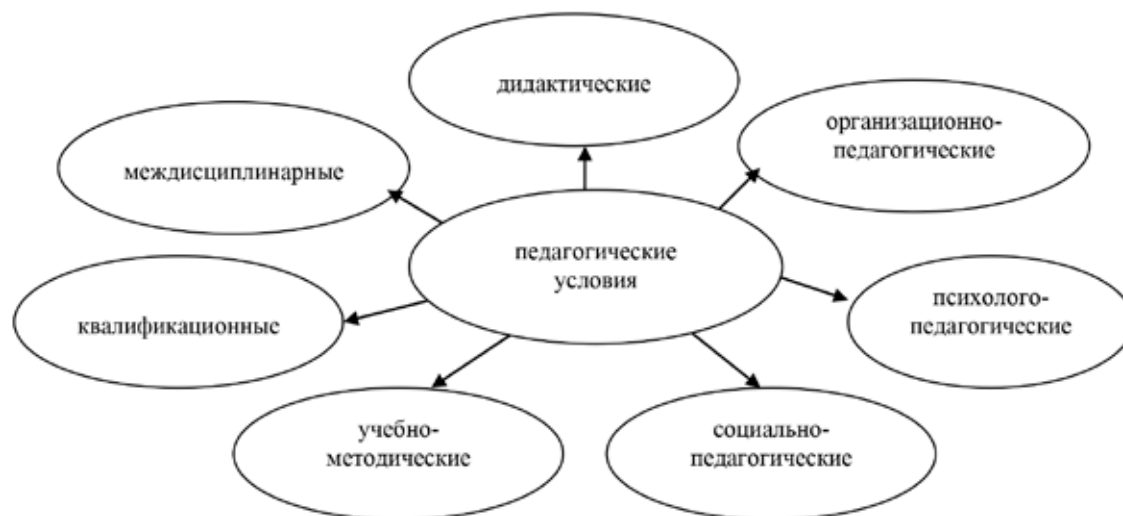 дидактические
организационно-
педагогические
междисциплинарные
педагогические
условия
психолого-
педагогические
квалификационные
учебно-
методические
социально-
педагогические